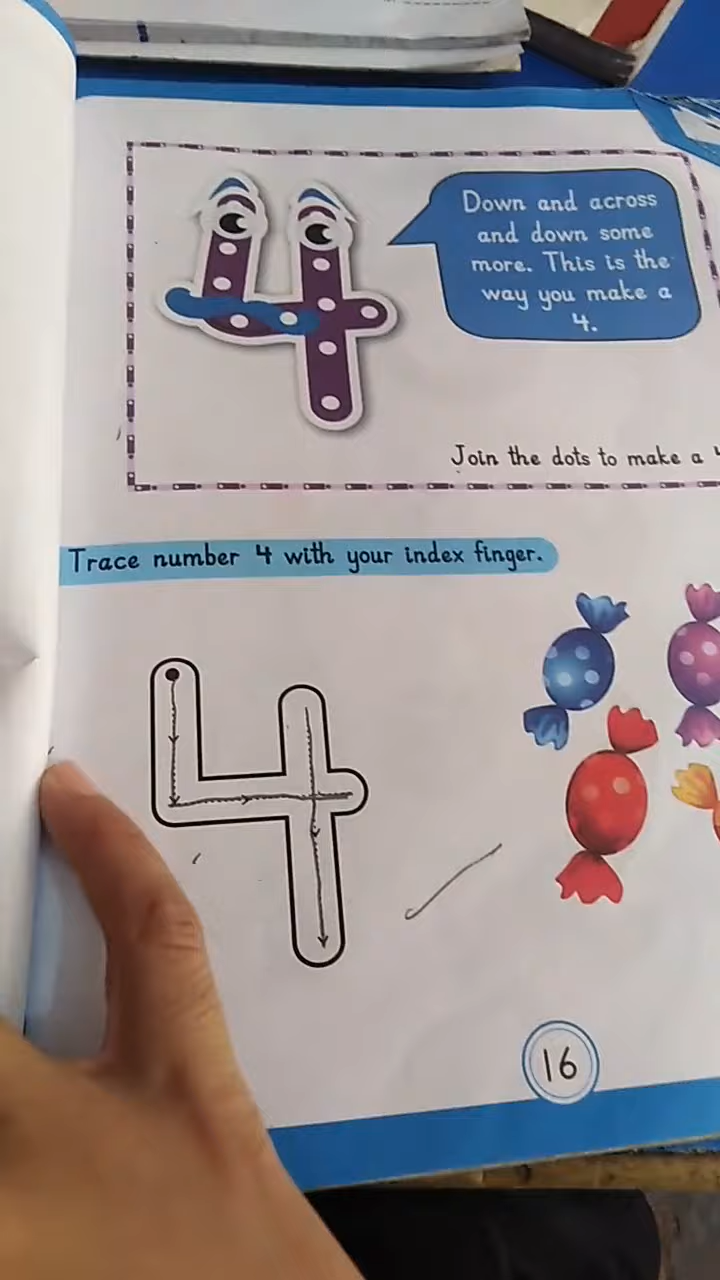 Down and across
and down some
more. This is the
way you make a
4.
Join the dots to make a 4
Trace number 4 with your index finger.
16